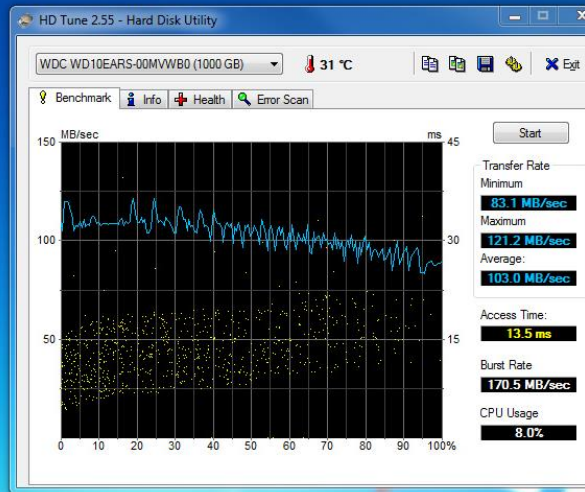 HD Tune 2.55 - Hard Disk Utility
WDC WD10EARS-00MVWB0 (1000 GB)
31 °C
Exit
Benchmark
Info
Health
Error Scan
150
MB/sec
ms
45
100
30
50
15
0
10
20
30
40
50
60
70
80
90
100%
Start
Transfer Rate
Minimum
83.1 MB/sec
Maximum
121.2 MB/sec
Average:
103.0 MB/sec
Access Time:
13.5 ms
Burst Rate
170.5 MB/sec
CPU Usage
8.0%